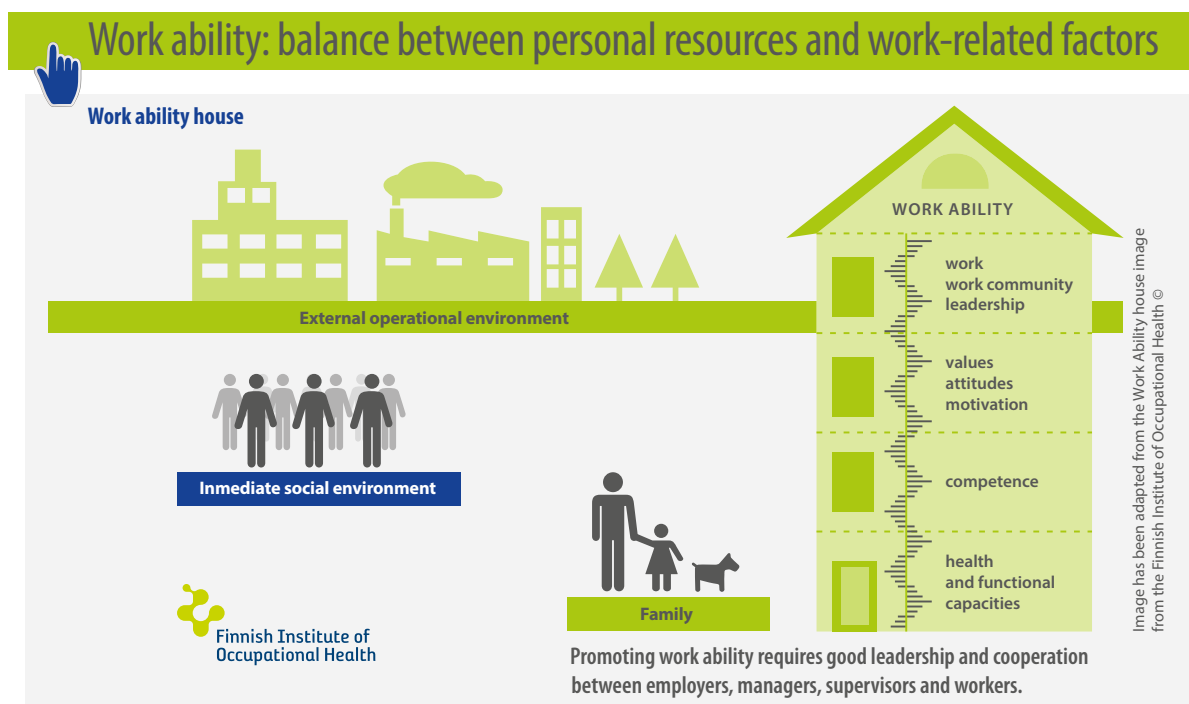 Work ability: balance between personal resources and work-related factors
Work ability house
WORK ABILITY
work
work community
leadership
External operational environment
values
attitudes
motivation
Inmediate social environment
competence
health
and functional
capacities
Family
Finnish Institute of
Occupational Health
Promoting work ability requires good leadership and cooperation
between employers, managers, supervisors and workers.
Image has been adapted from the Work Ability house image
from the Finnish Institute of Occupational Health ©